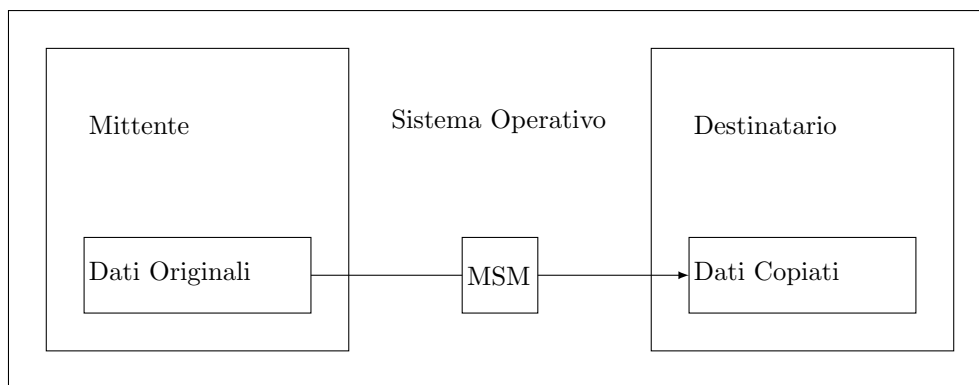 Mittente
Sistema Operativo
Destinatario
Dati Originali
MSM
Dati Copiati